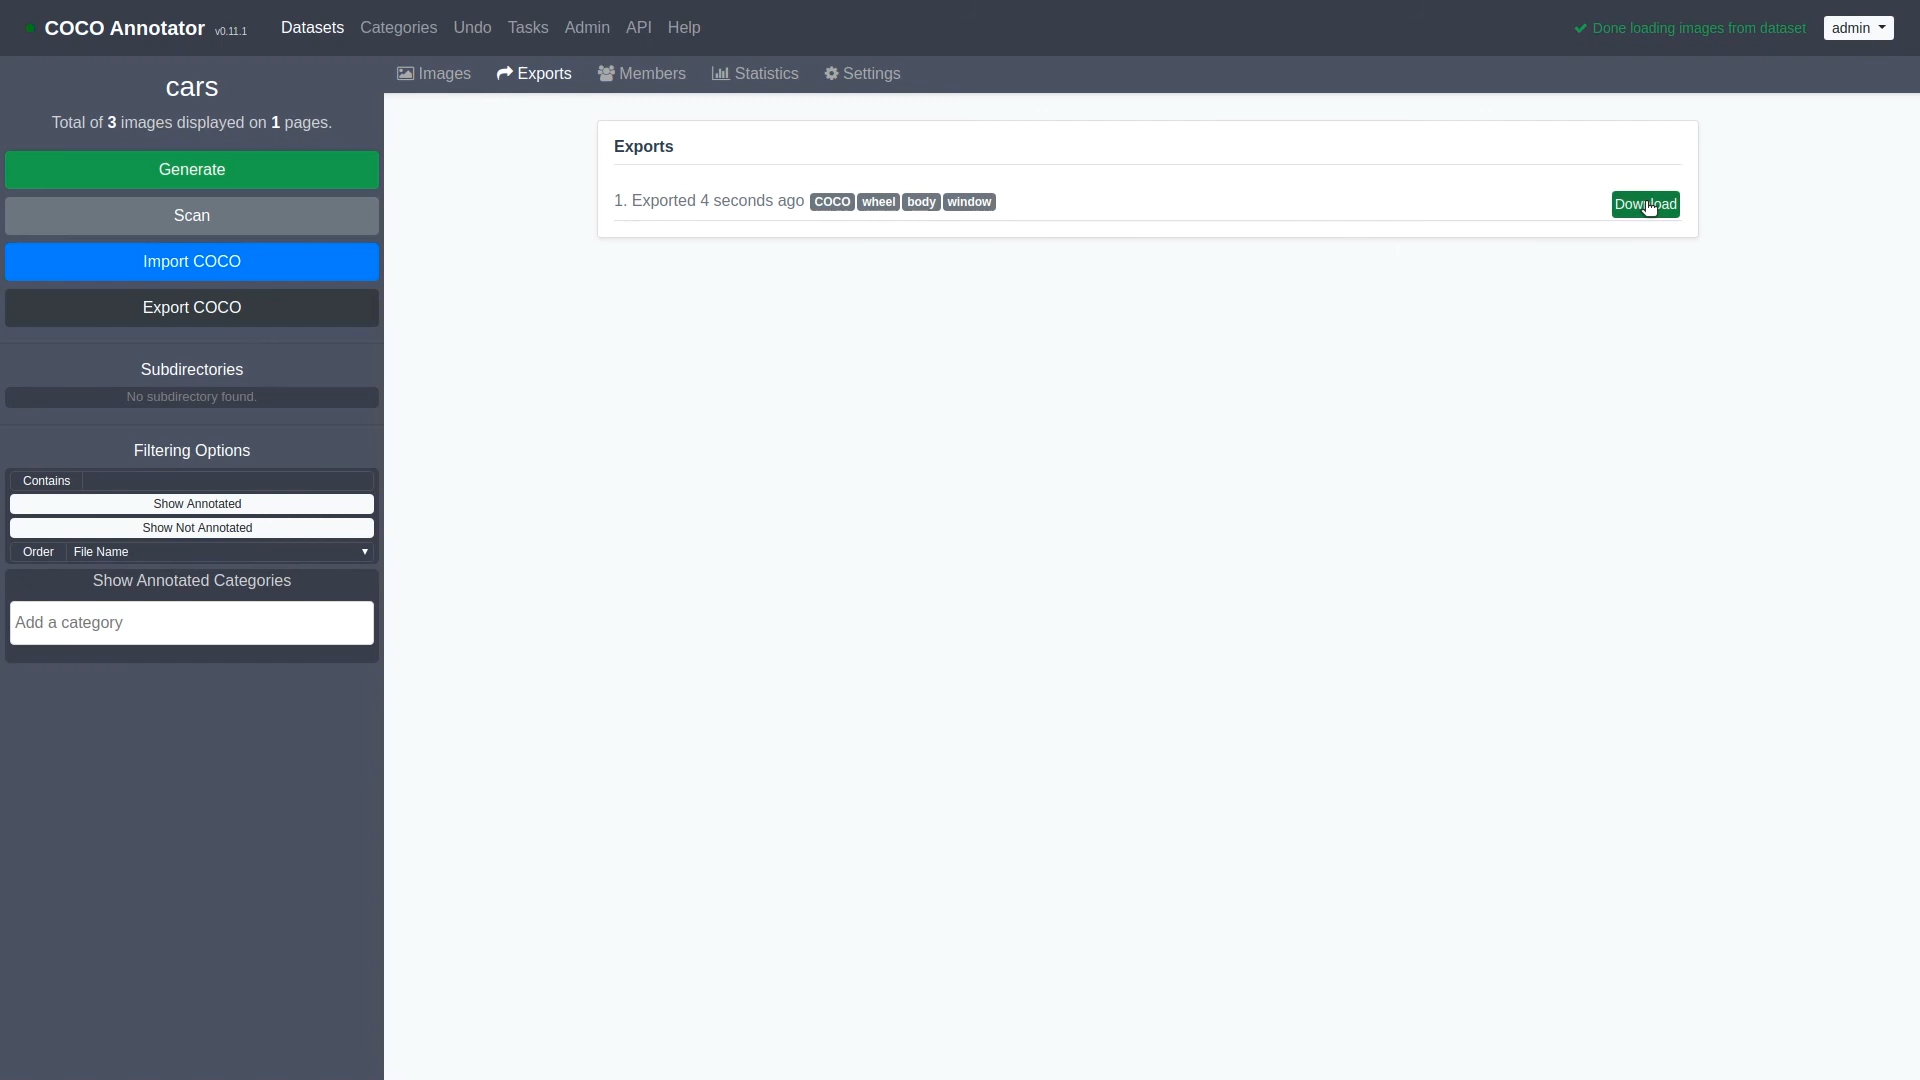 COCO Annotator v0.11.1 Datasets Categories Undo Tasks Admin API Help Done loading images from dataset admin
Images Exports Members Statistics Settings
cars
Total of 3 images displayed on 1 pages.
Generate
Scan
Import COCO
Export COCO
Subdirectories
No subdirectory found.
Filtering Options
Contains
Show Annotated
Show Not Annotated
Order File Name
Show Annotated Categories
Add a category
Exports
1. Exported 4 seconds ago COCO wheel body window Download